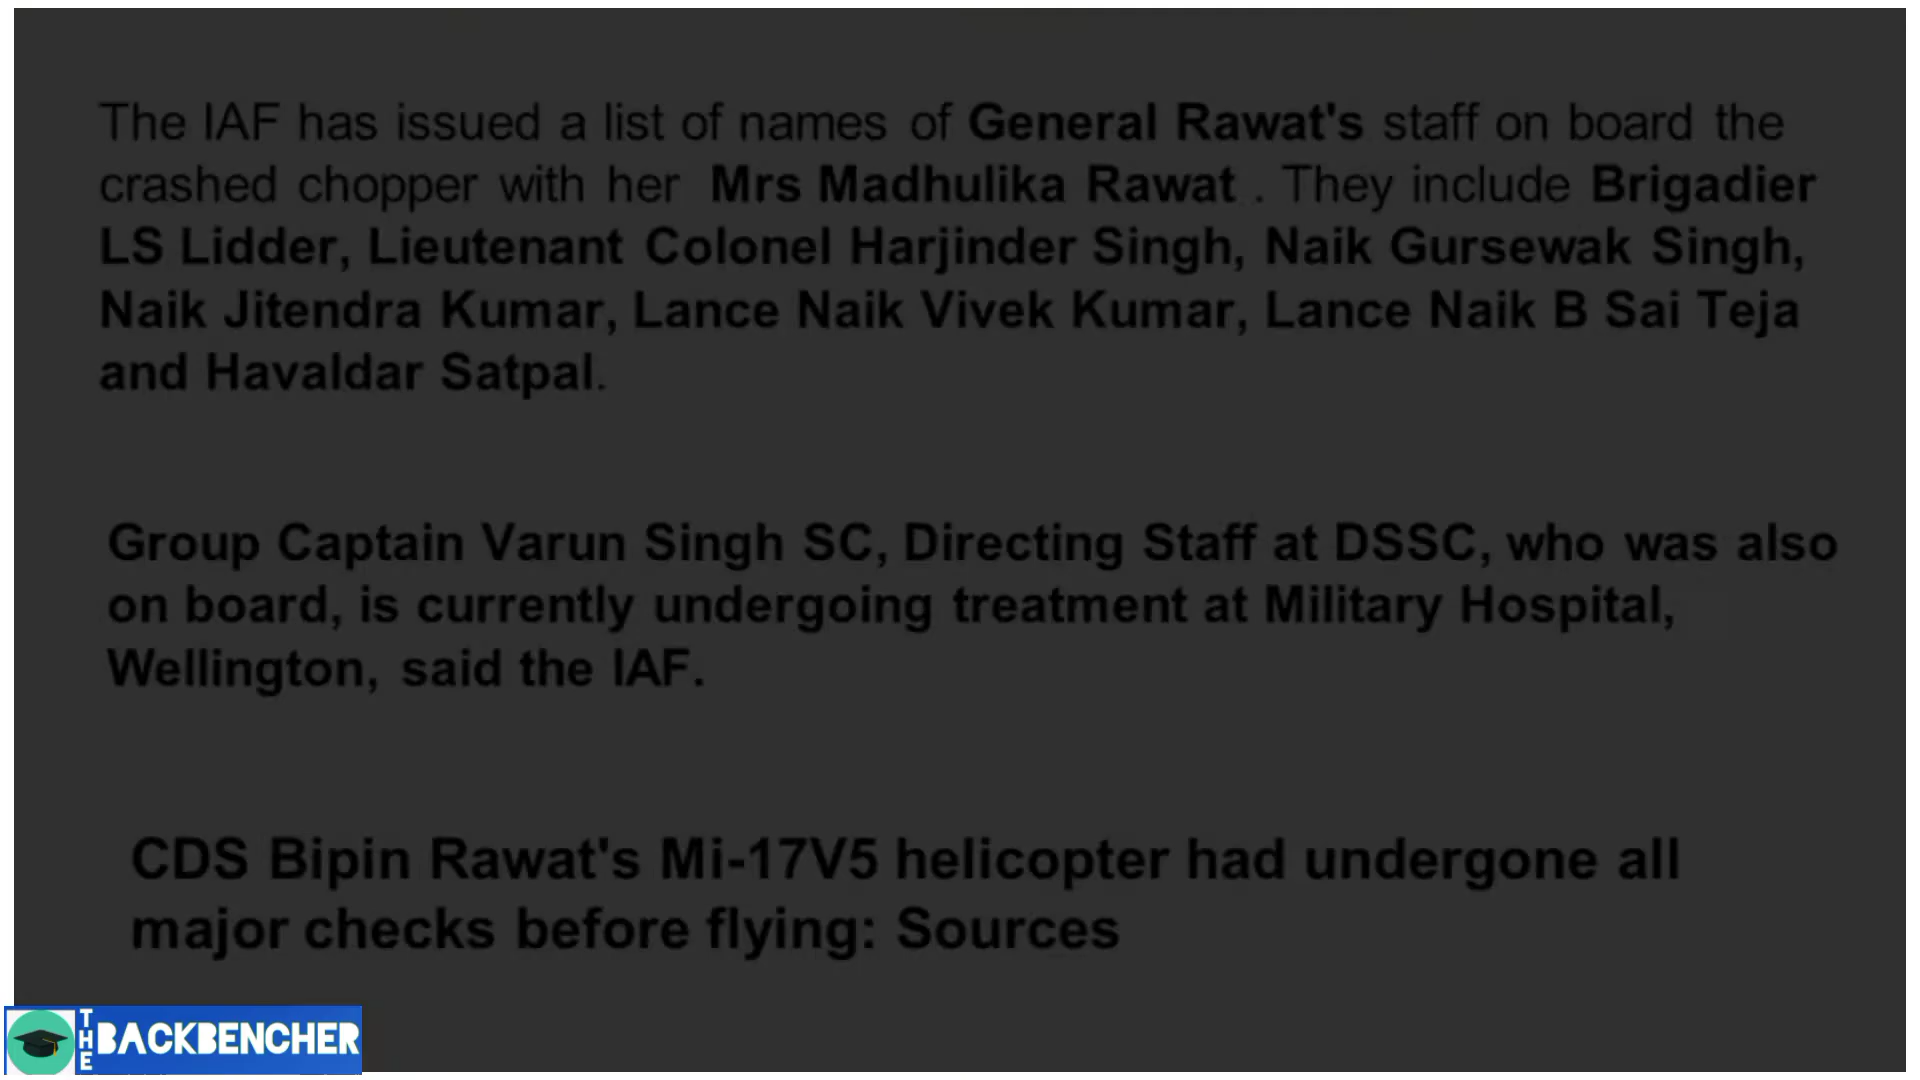 The IAF has issued a list of names of General Rawat's staff on board the
crashed chopper with her Mrs Madhulika Rawat . They include Brigadier
LS Lidder, Lieutenant Colonel Harjinder Singh, Naik Gursewak Singh,
Naik Jitendra Kumar, Lance Naik Vivek Kumar, Lance Naik B Sai Teja
and Havaldar Satpal.
Group Captain Varun Singh SC, Directing Staff at DSSC, who was also
on board, is currently undergoing treatment at Military Hospital,
Wellington, said the IAF.
CDS Bipin Rawat's Mi-17V5 helicopter had undergone all
major checks before flying: Sources
THE BACKBENCHER